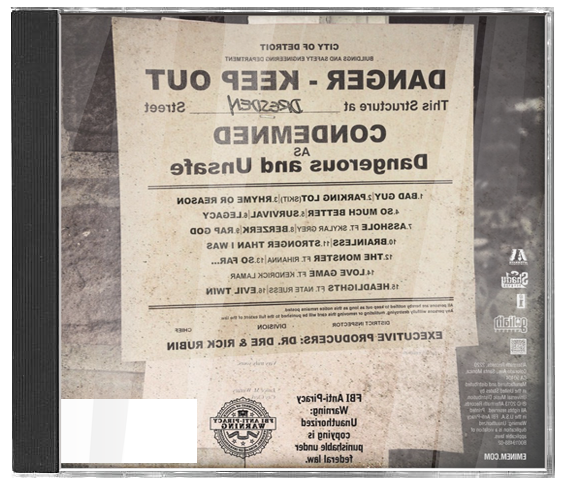 CITY OF DETROIT
BUILDINGS AND SAFETY ENGINEERING DEPARTMENT
DANGER - KEEP OUT
This Structure at DRESDEN Street
CONDEMNED
AS
Dangerous and Unsafe
1.BAD GUY|2.PARKING LOT(SKIT)|3.RHYME OR REASON
4.SO MUCH BETTER|5.SURVIVAL|6.LEGACY
7.ASSHOLE FT. SKYLAR GREY|8.BERZERK|9.RAP GOD
10.BRAINLESS|11.STRONGER THAN I WAS
12.THE MONSTER FT. RIHANNA|13.SO FAR...
14.LOVE GAME FT. KENDRICK LAMAR
15.HEADLIGHTS FT. NATE RUESS|16.EVIL TWIN
DISTRICT INSPECTOR DIVISION CHIEF
EXECUTIVE PRODUCERS: DR. DRE & RICK RUBIN
FBI Anti-Piracy
Warning:
Unauthorized
copying is
punishable under
federal law.
FBI ANTI-PIRACY
WARNING
Shady
goliath
EMINEM.COM